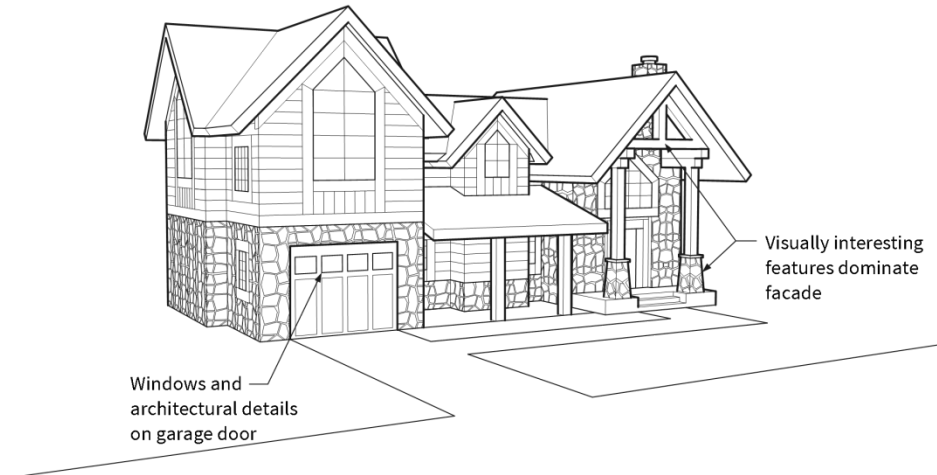 Visually interesting
features dominate
facade
Windows and
architectural details
on garage door